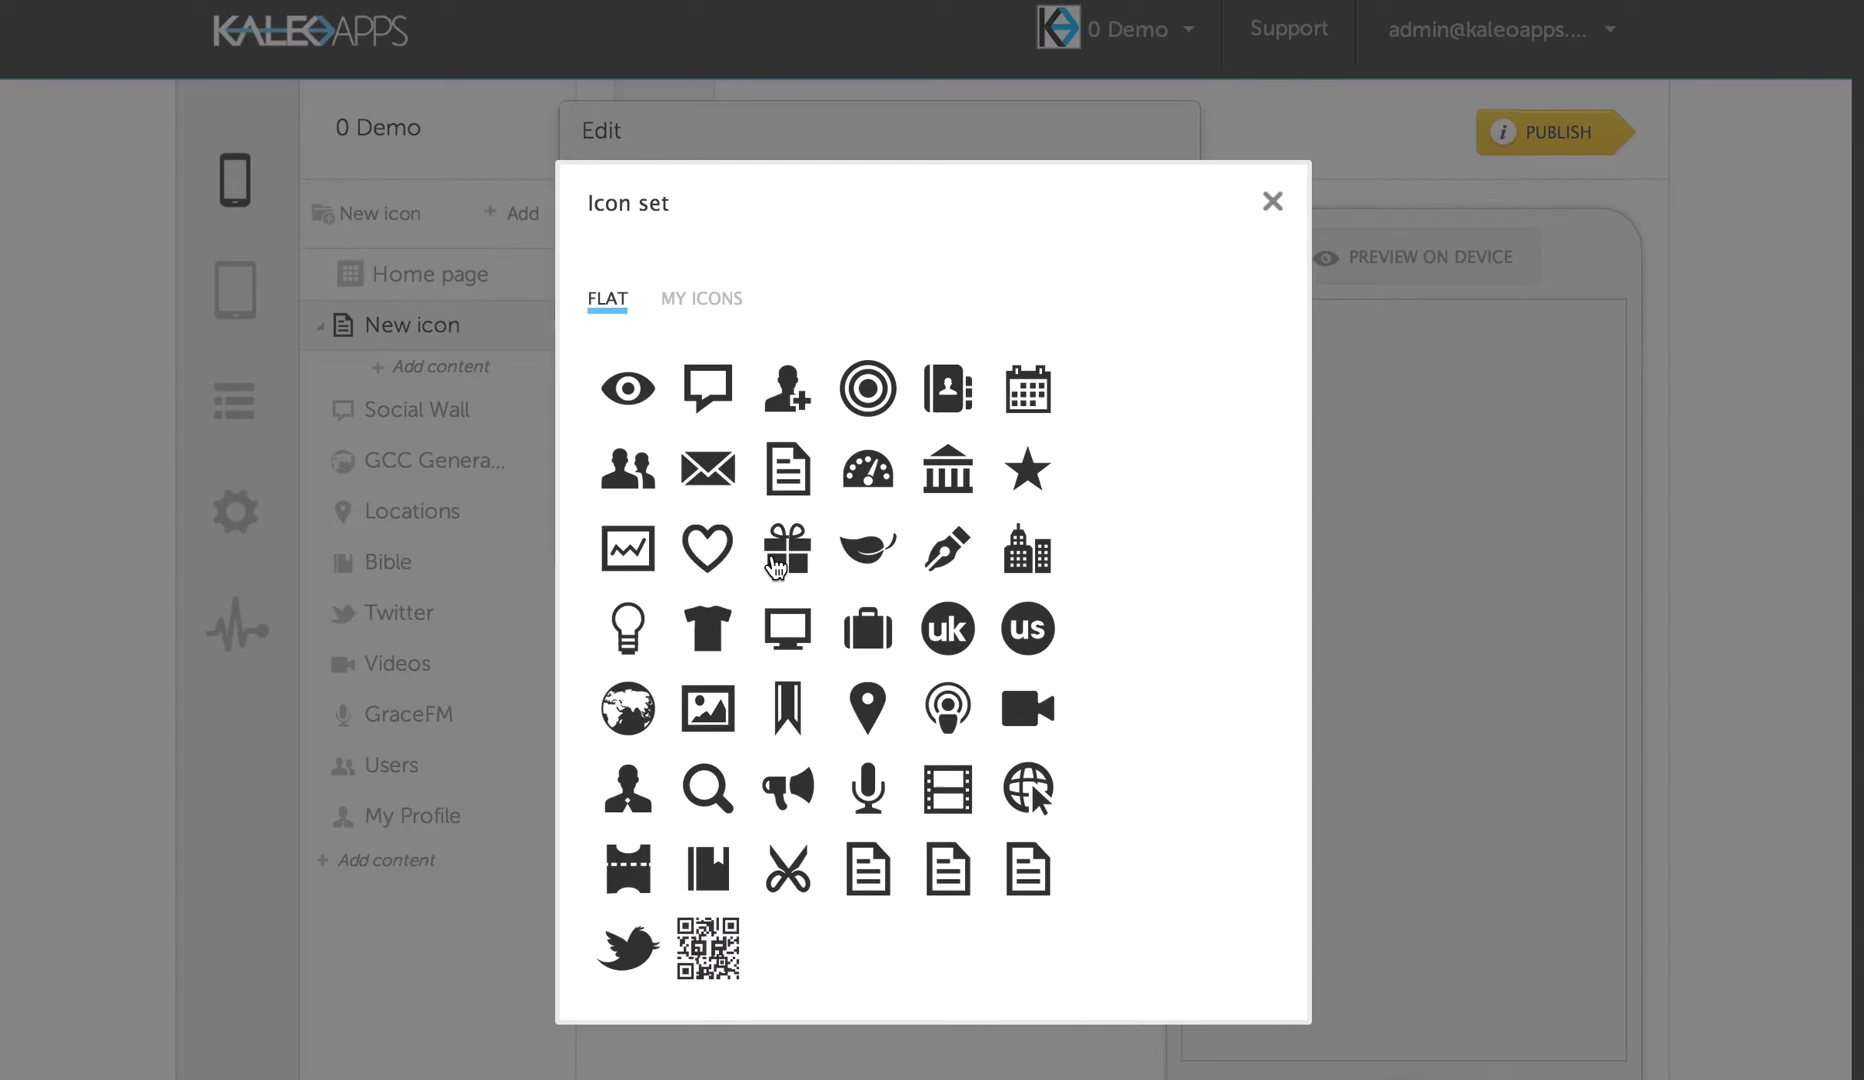 KALEO APPS
0 Demo
Support
admin@kaleoapps....
0 Demo
Edit
PUBLISH
New icon
+ Add
Icon set
PREVIEW ON DEVICE
Home page
FLAT
MY ICONS
New icon
+ Add content
Social Wall
GCC Genera...
Locations
Bible
Twitter
uk
us
Videos
GraceFM
Users
My Profile
+ Add content